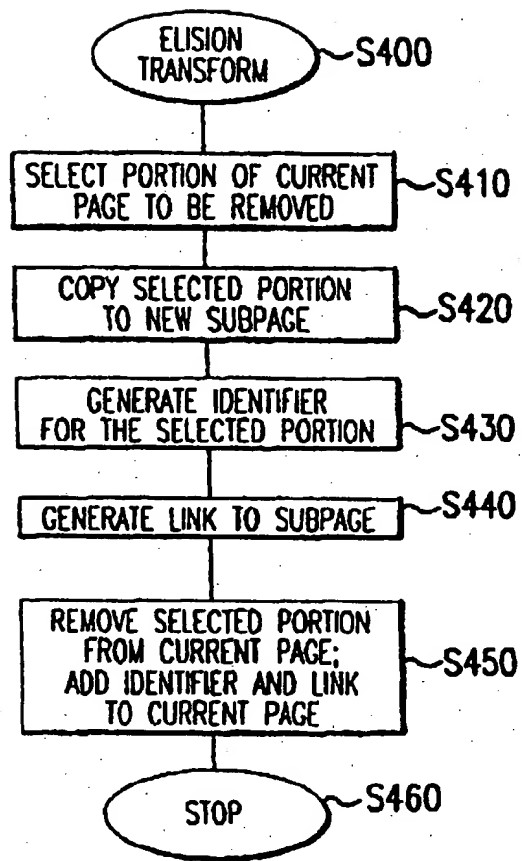 ELISION
TRANSFORM
S400
SELECT PORTION OF CURRENT
PAGE TO BE REMOVED
S410
COPY SELECTED PORTION
TO NEW SUBPAGE
S420
GENERATE IDENTIFIER
FOR THE SELECTED PORTION
S430
GENERATE LINK TO SUBPAGE
S440
REMOVE SELECTED PORTION
FROM CURRENT PAGE;
ADD IDENTIFIER AND LINK
TO CURRENT PAGE
S450
STOP
S460